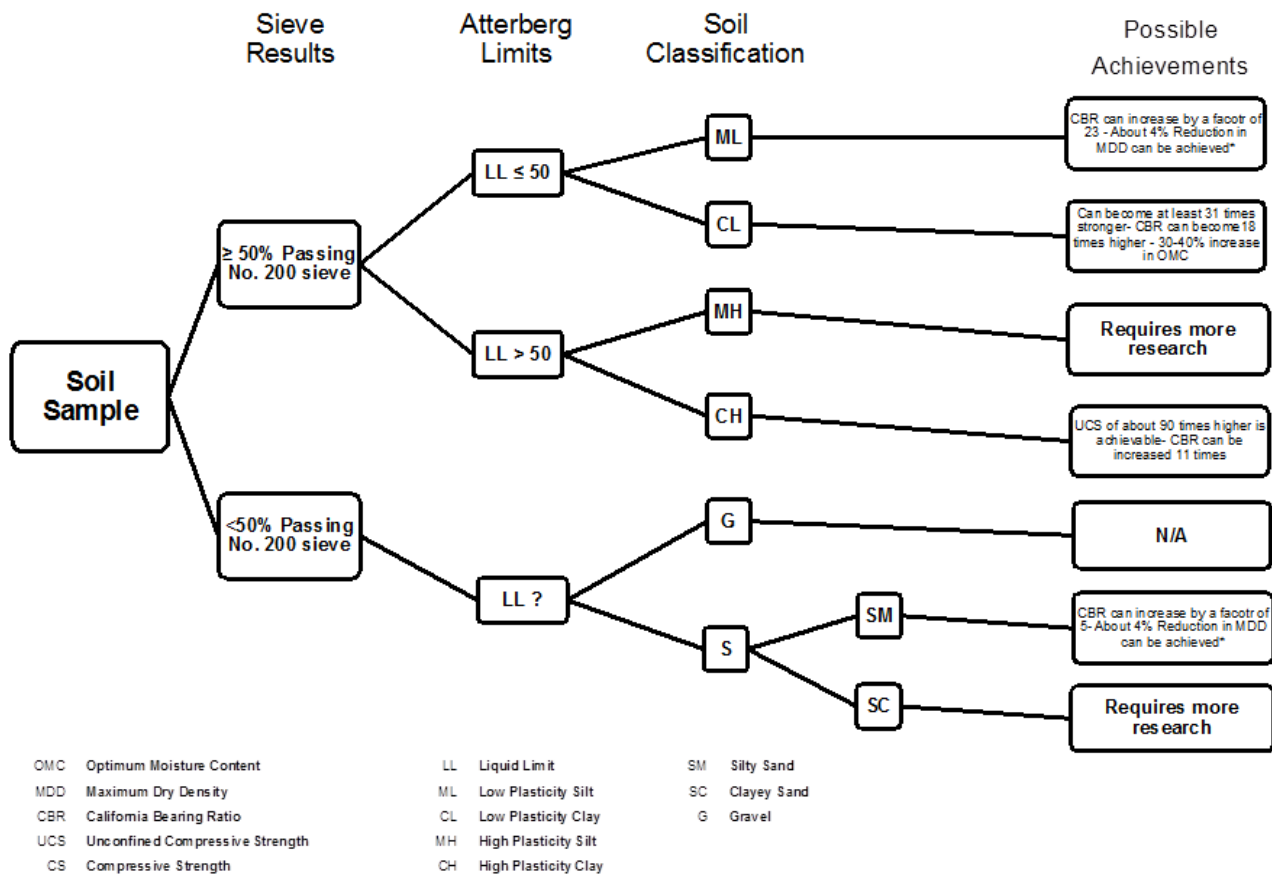 Sieve
Results
Atterberg
Limits
Soil
Classification
Possible
Achievements
Soil
Sample
≥ 50% Passing
No. 200 sieve
<50% Passing
No. 200 sieve
LL ≤ 50
LL > 50
LL ?
ML
CL
MH
CH
G
S
SM
SC
CBR can increase by a facotr of
23 - About 4% Reduction in
MDD can be achieved*
Can become at least 31 times
stronger- CBR can become18
times higher - 30-40% increase
in OMC
Requires more
research
UCS of about 90 times higher is
achievable- CBR can be
increased 11 times
N/A
CBR can increase by a facotr of
5- About 4% Reduction in MDD
can be achieved*
Requires more
research
OMC Optimum Moisture Content
MDD Maximum Dry Density
CBR California Bearing Ratio
UCS Unconfined Compressive Strength
CS Compressive Strength
LL Liquid Limit
ML Low Plasticity Silt
CL Low Plasticity Clay
MH High Plasticity Silt
CH High Plasticity Clay
SM Silty Sand
SC Clayey Sand
G Gravel